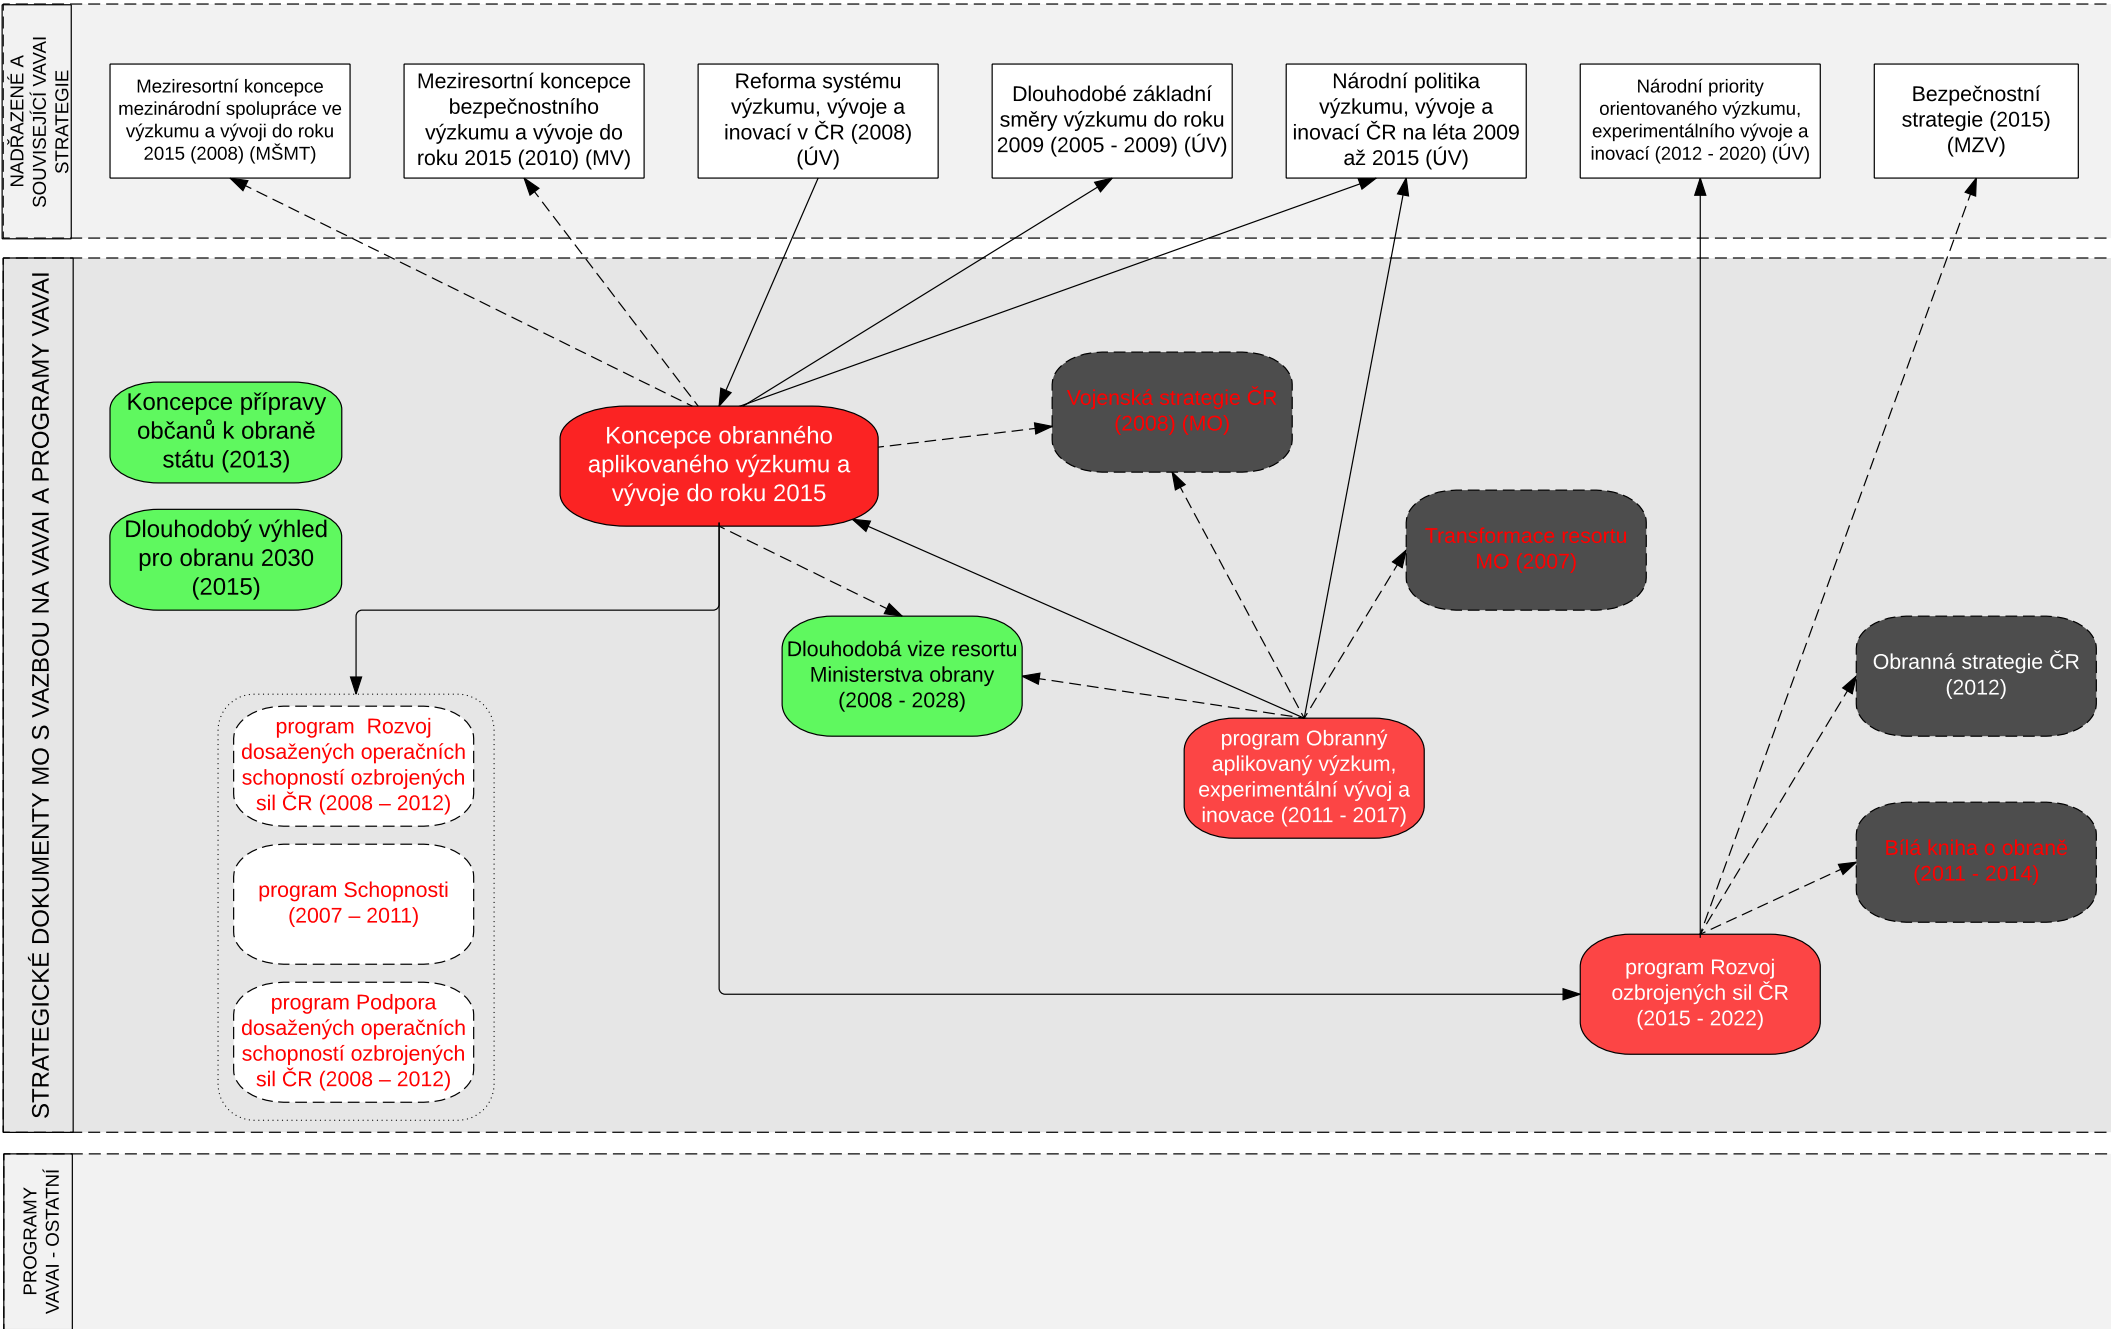 NADŘAZENÉ A
SOUVISEJÍCÍ VAVAI
STRATEGIE
Meziresortní koncepce
mezinárodní spolupráce ve
výzkumu a vývoji do roku
2015 (2008) (MŠMT)
Meziresortní koncepce
bezpečnostního
výzkumu a vývoje do
roku 2015 (2010) (MV)
Reforma systému
výzkumu, vývoje a
inovací v ČR (2008)
(ÚV)
Dlouhodobé základní
směry výzkumu do roku
2009 (2005 - 2009) (ÚV)
Národní politika
výzkumu, vývoje a
inovací ČR na léta 2009
až 2015 (ÚV)
Národní priority
orientovaného výzkumu,
experimentálního vývoje a
inovací (2012 - 2020) (ÚV)
Bezpečnostní
strategie (2015)
(MZV)
STRATEGICKÉ DOKUMENTY MO S VAZBOU NA VAVAI A PROGRAMY VAVAI
Koncepce přípravy
občanů k obraně
státu (2013)
Dlouhodobý výhled
pro obranu 2030
(2015)
Koncepce obranného
aplikovaného výzkumu a
vývoje do roku 2015
Vojenská strategie ČR
(2008) (MO)
Transformace resortu
MO (2007)
Dlouhodobá vize resortu
Ministerstva obrany
(2008 - 2028)
program Obranný
aplikovaný výzkum,
experimentální vývoj a
inovace (2011 - 2017)
Obranná strategie ČR
(2012)
Bílá kniha o obraně
(2011 - 2014)
program  Rozvoj
dosažených operačních
schopností ozbrojených
sil ČR (2008 – 2012)
program Schopnosti
(2007 – 2011)
program Podpora
dosažených operačních
schopností ozbrojených
sil ČR (2008 – 2012)
program Rozvoj
ozbrojených sil ČR
(2015 - 2022)
PROGRAMY
VAVAI - OSTATNÍ